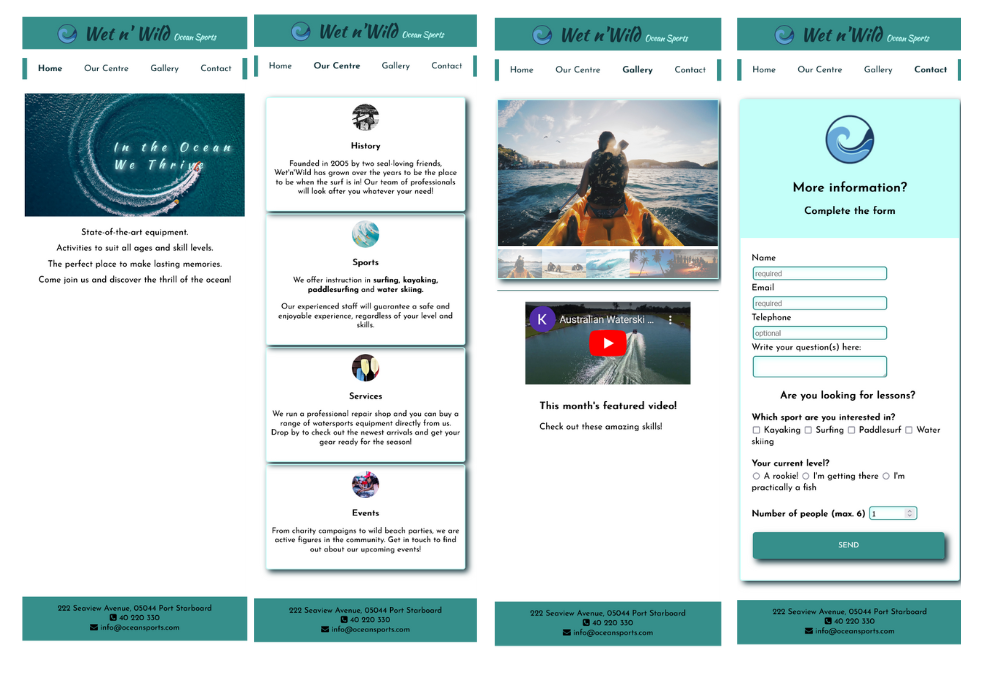 Wet n' Wild Ocean Sports
Home Our Centre Gallery Contact
In the Ocean
We Thrive
State-of-the-art equipment.
Activities to suit all ages and skill levels.
The perfect place to make lasting memories.
Come join us and discover the thrill of the ocean!
222 Seaview Avenue, 05044 Port Starboard
40 220 330
info@oceansports.com
Wet n'Wild Ocean Sports
Home Our Centre Gallery Contact
History
Founded in 2005 by two seal-loving friends,
Wet'n'Wild has grown over the years to be the place
to be when the surf is in! Our team of professionals
will look after you whatever your need!
Sports
We offer instruction in surfing, kayaking,
paddlesurfing and water skiing.
Our experienced staff will guarantee a safe and
enjoyable experience, regardless of your level and
skills.
Services
We run a professional repair shop and you can buy a
range of watersports equipment directly from us.
Drop by to check out the newest arrivals and get your
gear ready for the season!
Events
From charity campaigns to wild beach parties, we are
active figures in the community. Get in touch to find
out about our upcoming events!
222 Seaview Avenue, 05044 Port Starboard
40 220 330
info@oceansports.com
Wet n' Wild Ocean Sports
Home Our Centre Gallery Contact
K Australian Waterski ...
This month's featured video!
Check out these amazing skills!
222 Seaview Avenue, 05044 Port Starboard
40 220 330
info@oceansports.com
Wet n'Wild Ocean Sports
Home Our Centre Gallery Contact
More information?
Complete the form
Name
required
Email
required
Telephone
optional
Write your question(s) here:
Are you looking for lessons?
Which sport are you interested in?
Kayaking Surfing Paddlesurf Water
skiing
Your current level?
A rookie! I'm getting there I'm
practically a fish
Number of people (max. 6) 1
SEND
222 Seaview Avenue, 05044 Port Starboard
40 220 330
info@oceansports.com